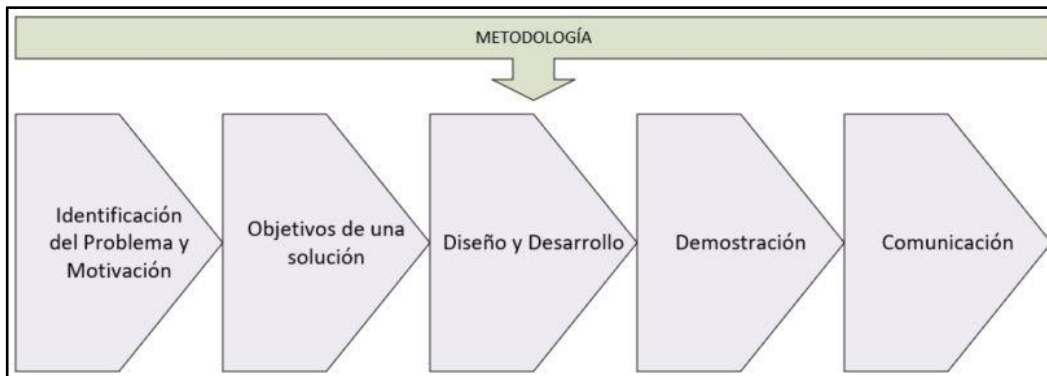 METODOLOGÍA
Identificación
del Problema y
Motivación
Objetivos de una
solución
Diseño y Desarrollo
Demostración
Comunicación